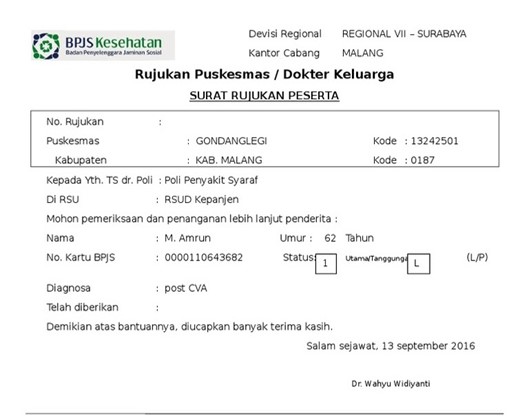 BPJS Kesehatan
Badan Penyelenggara Jaminan Sosial
Devisi Regional REGIONAL VII – SURABAYA
Kantor Cabang MALANG
Rujukan Puskesmas / Dokter Keluarga
SURAT RUJUKAN PESERTA
No. Rujukan :
Puskesmas : GONDANGLEGI Kode : 13242501
Kabupaten : KAB. MALANG Kode : 0187
Kepada Yth. TS dr. Poli : Poli Penyakit Syaraf
Di RSU : RSUD Kepanjen
Mohon pemeriksaan dan penanganan lebih lanjut penderita :
Nama : M. Amrun Umur : 62 Tahun
No. Kartu BPJS : 0000110643682 Status: 1 Utama/Tanggunga L (L/P)
Diagnosa : post CVA
Telah diberikan :
Demikian atas bantuannya, diucapkan banyak terima kasih.
Salam sejawat, 13 september 2016
Dr. Wahyu Widiyanti